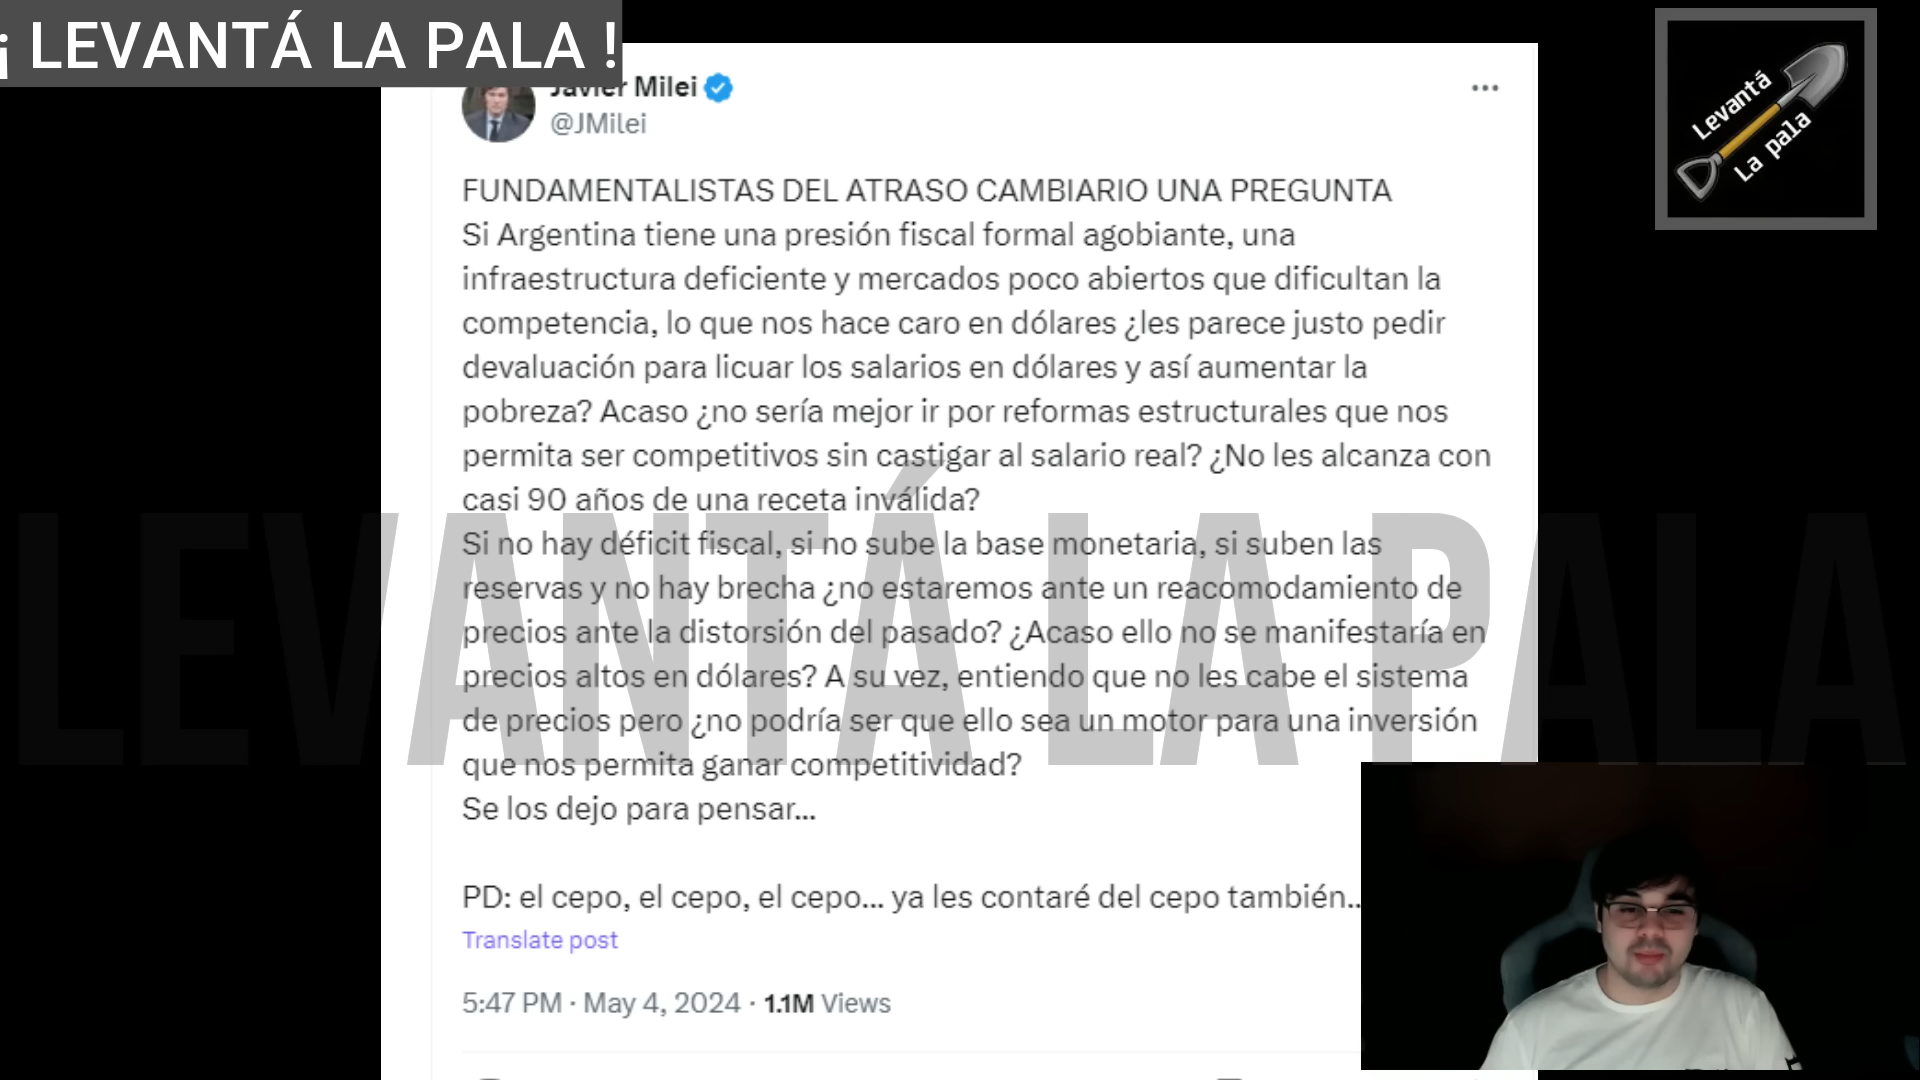 ¡ LEVANTÁ LA PALA !
Levantá
La pala
Javier Milei
@JMilei
FUNDAMENTALISTAS DEL ATRASO CAMBIARIO UNA PREGUNTA
Si Argentina tiene una presión fiscal formal agobiante, una
infraestructura deficiente y mercados poco abiertos que dificultan la
competencia, lo que nos hace caro en dólares ¿les parece justo pedir
devaluación para licuar los salarios en dólares y así aumentar la
pobreza? Acaso ¿no sería mejor ir por reformas estructurales que nos
permita ser competitivos sin castigar al salario real? ¿No les alcanza con
casi 90 años de una receta inválida?
Si no hay déficit fiscal, si no sube la base monetaria, si suben las
reservas y no hay brecha ¿no estaremos ante un reacomodamiento de
precios ante la distorsión del pasado? ¿Acaso ello no se manifestaría en
precios altos en dólares? A su vez, entiendo que no les cabe el sistema
de precios pero ¿no podría ser que ello sea un motor para una inversión
que nos permita ganar competitividad?
Se los dejo para pensar...
PD: el cepo, el cepo, el cepo... ya les contaré del cepo también..
Translate post
5:47 PM · May 4, 2024 · 1.1M Views
LEVANTÁ LA PALA